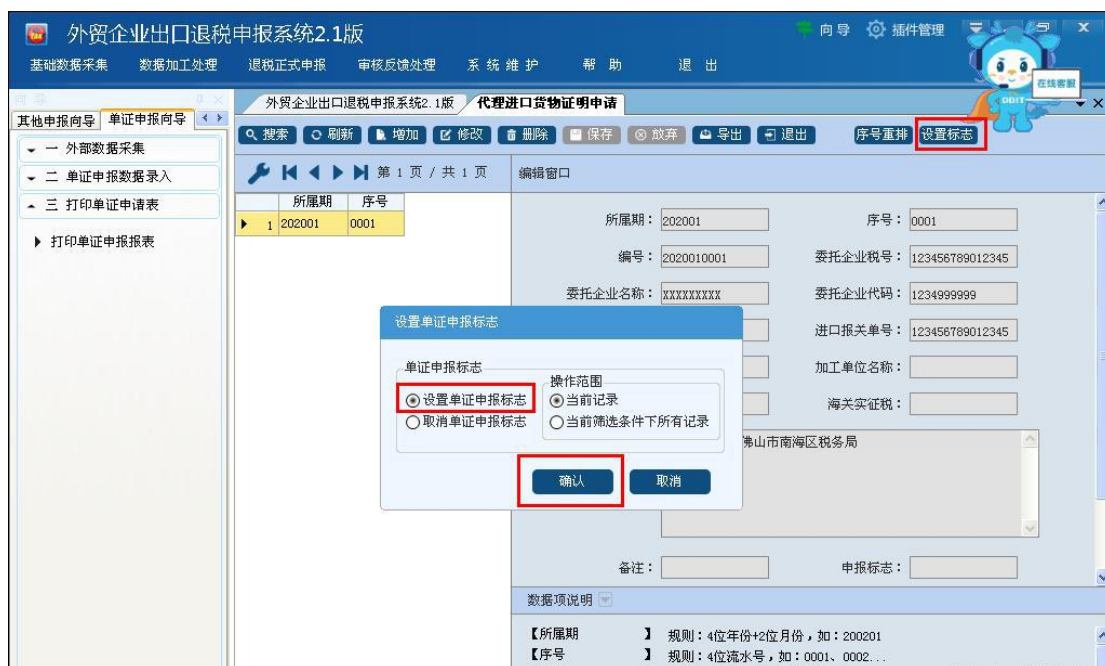 外贸企业出口退税申报系统2.1版
向导 插件管理
基础数据采集 数据加工处理 退税正式申报 审核反馈处理 系统维护 帮助 退出
在线客服
DDIT
其他申报向导 单证申报向导
外贸企业出口退税申报系统2.1版 代理进口货物证明申请
搜索 刷新 增加 修改 删除 保存 放弃 导出 退出 序号重排 设置标志
一 外部数据采集
二 单证申报数据录入
三 打印单证申请表
打印单证申报报表
第 1 页 / 共 1 页
编辑窗口
所属期 序号
1 202001 0001
所属期: 202001 序号: 0001
编号: 2020010001 委托企业税号: 123456789012345
委托企业名称: XXXXXXXXX 委托企业代码: 1234999999
进口报关单号: 123456789012345
加工单位名称:
海关实征税:
佛山市南海区税务局
设置单证申报标志
单证申报标志
操作范围
设置单证申报标志 当前记录
取消单证申报标志 当前筛选条件下所有记录
确认 取消
备注: 申报标志:
数据项说明
【所属期 】 规则:4位年份+2位月份,如:200201
【序号 】 规则:4位流水号,如:0001、0002...